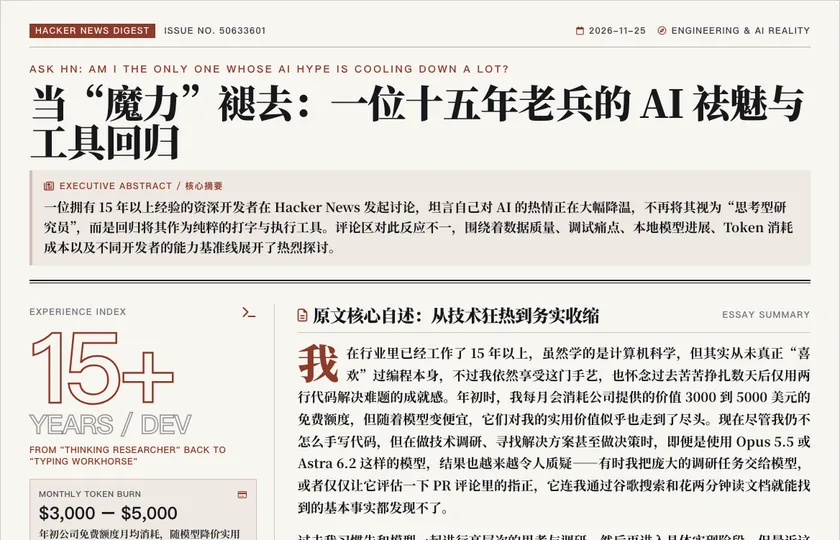 HACKER NEWS DIGEST ISSUE NO. 50633601
2026-11-25 ENGINEERING & AI REALITY
ASK HN: AM I THE ONLY ONE WHOSE AI HYPE IS COOLING DOWN A LOT?
当“魔力”褪去：一位十五年老兵的 AI 祛魅与
工具回归
EXECUTIVE ABSTRACT / 核心摘要
一位拥有 15 年以上经验的资深开发者在 Hacker News 发起讨论，坦言自己对 AI 的热情正在大幅降温，不再将其视为“思考型研
究员”，而是回归将其作为纯粹的打字与执行工具。评论区对此反应不一，围绕着数据质量、调试痛点、本地模型进展、Token 消耗
成本以及不同开发者的能力基准线展开了热烈探讨。
EXPERIENCE INDEX
15+
YEARS / DEV
FROM "THINKING RESEARCHER" BACK TO
"TYPING WORKHORSE"
MONTHLY TOKEN BURN
$3,000 — $5,000
年初公司免费额度月均消耗，随模型降价实用
原文核心自述：从技术狂热到务实收缩
ESSAY SUMMARY
我在行业里已经工作了 15 年以上，虽然学的是计算机科学，但其实从未真正“喜
欢”过编程本身，不过我依然享受这门手艺，也怀念过去苦苦挣扎数天后仅用两
行代码解决难题的成就感。年初时，我每月会消耗公司提供的价值 3000 到 5000 美元的
免费额度，但随着模型变便宜，它们对我的实用价值似乎也走到了尽头。现在尽管我仍不
怎么手写代码，但在做技术调研、寻找解决方案甚至做决策时，即便是使用 Opus 5.5 或
Astra 6.2 这样的模型，结果也越来越令人质疑——有时我把庞大的调研任务交给模型，
或者仅仅让它评估一下 PR 评论里的指正，它连我通过谷歌搜索和花两分钟读文档就能找
到的基本事实都发现不了。